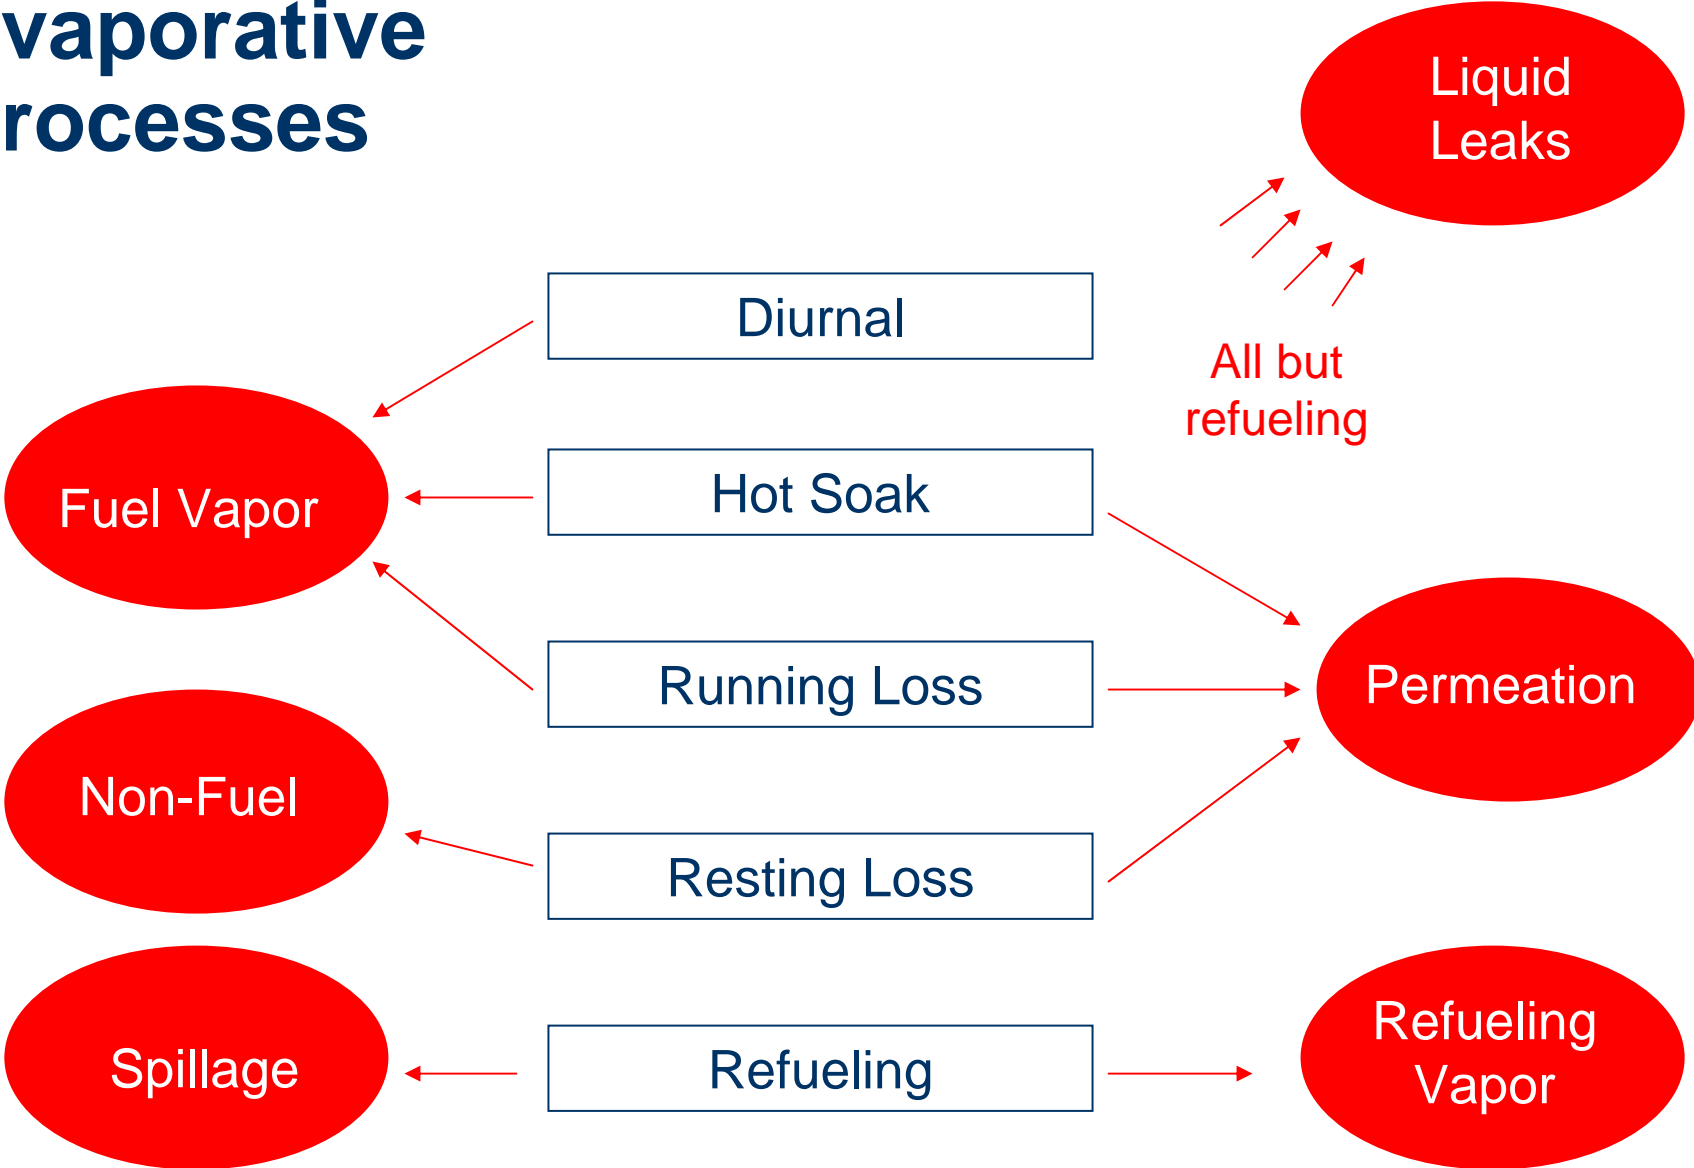 vaporative
rocesses
Liquid
Leaks
Diurnal
All but
refueling
Fuel Vapor
Hot Soak
Running Loss
Permeation
Non-Fuel
Resting Loss
Spillage
Refueling
Refueling
Vapor